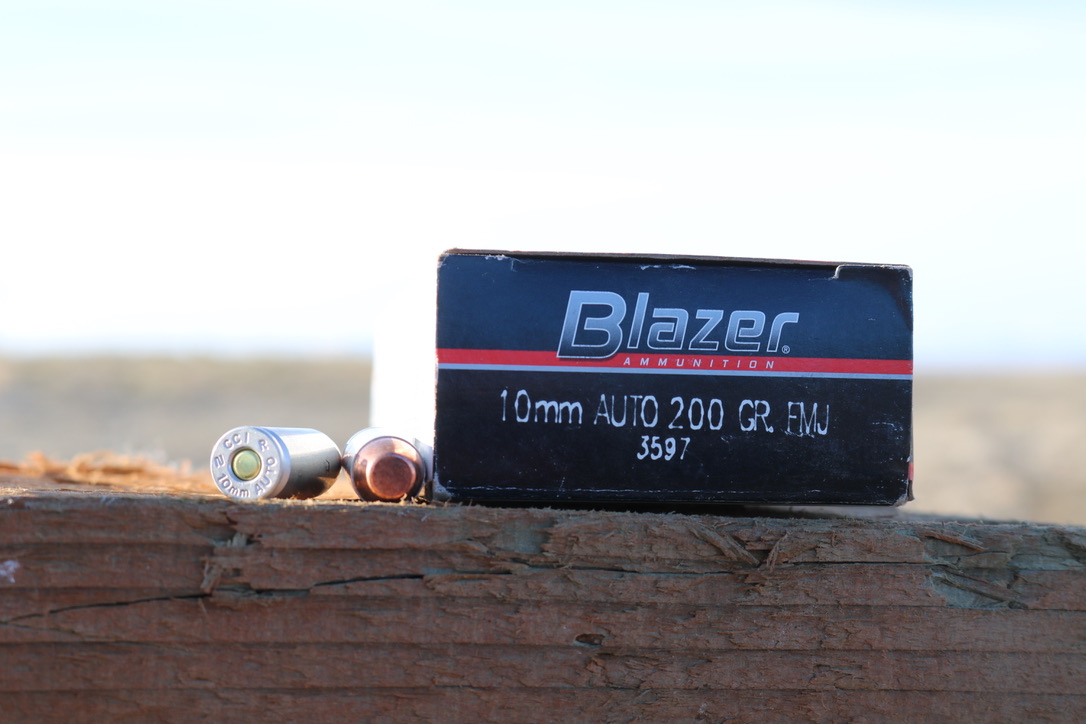 Blazer®
AMMUNITION
10mm AUTO 200 GR. FMJ
3597
CCI R
10mm AUTO